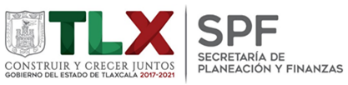 TLX
CONSTRUIR Y CRECER JUNTOS
GOBIERNO DEL ESTADO DE TLAXCALA 2017-2021
SPF
SECRETARÍA DE
PLANEACIÓN Y FINANZAS